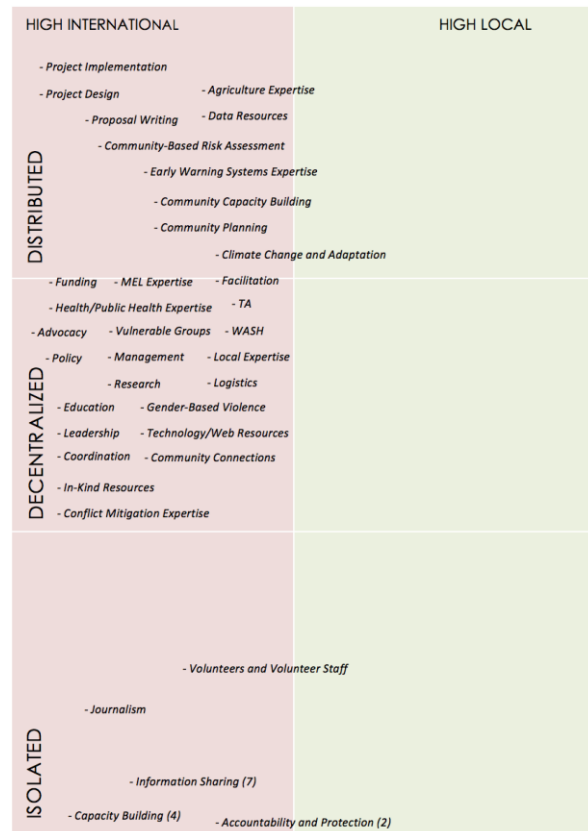 HIGH INTERNATIONAL
HIGH LOCAL
DISTRIBUTED
- Project Implementation
- Project Design
- Agriculture Expertise
- Proposal Writing
- Data Resources
- Community-Based Risk Assessment
- Early Warning Systems Expertise
- Community Capacity Building
- Community Planning
- Climate Change and Adaptation
DECENTRALIZED
- Funding
- MEL Expertise
- Facilitation
- Health/Public Health Expertise
- TA
- Advocacy
- Vulnerable Groups
- WASH
- Policy
- Management
- Local Expertise
- Research
- Logistics
- Education
- Gender-Based Violence
- Leadership
- Technology/Web Resources
- Coordination
- Community Connections
- In-Kind Resources
- Conflict Mitigation Expertise
ISOLATED
- Volunteers and Volunteer Staff
- Journalism
- Information Sharing (7)
- Capacity Building (4)
- Accountability and Protection (2)